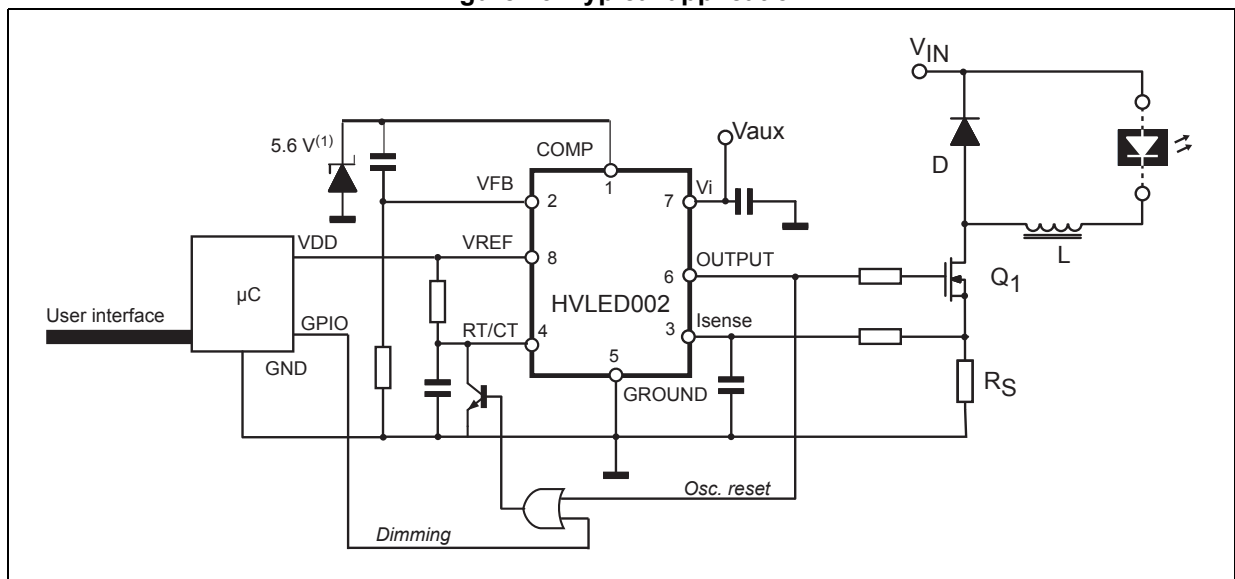 V_IN
5.6 V(1)
COMP
Vaux
D
1
VFB
2
Vi
7
VDD
VREF
8
OUTPUT
6
L
Q1
µC
HVLED002
User interface
GPIO
RT/CT
4
Isense
3
GND
5
GROUND
RS
Osc. reset
Dimming